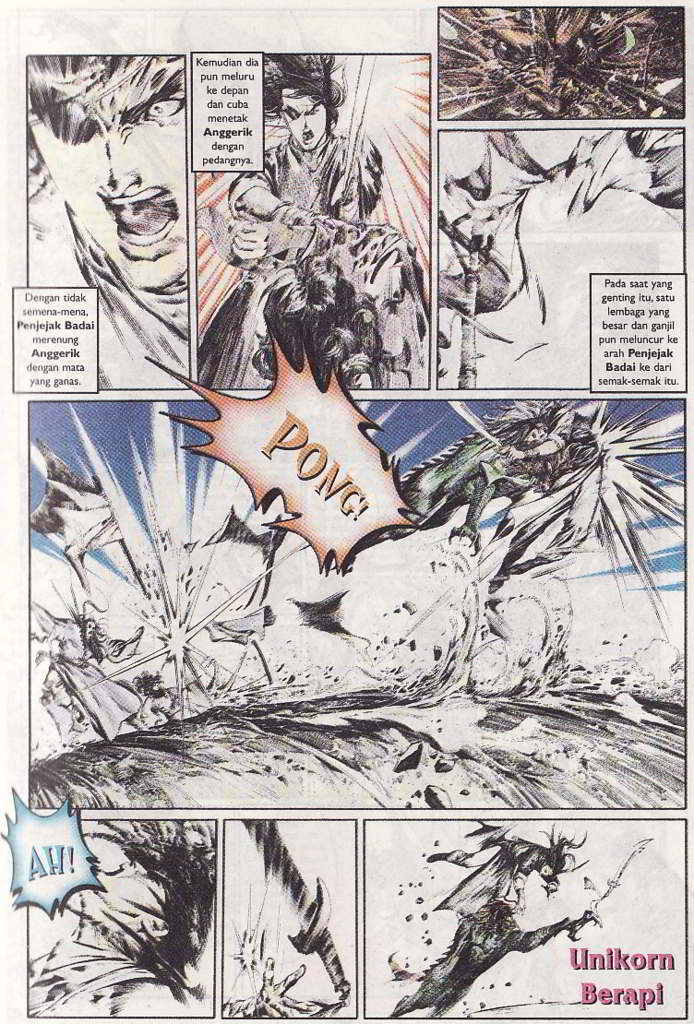 Dengan tidak
semena-mena,
Penjejak Badai
merenung
Anggerik
dengan mata
yang ganas.
Kemudian dia
pun meluru
ke depan
dan cuba
menetak
Anggerik
dengan
pedangnya.
Pada saat yang
genting itu, satu
lembaga yang
besar dan ganjil
pun meluncur ke
arah Penjejak
Badai ke dari
semak-semak itu.
PONG!
AH!
Unikorn
Berapi